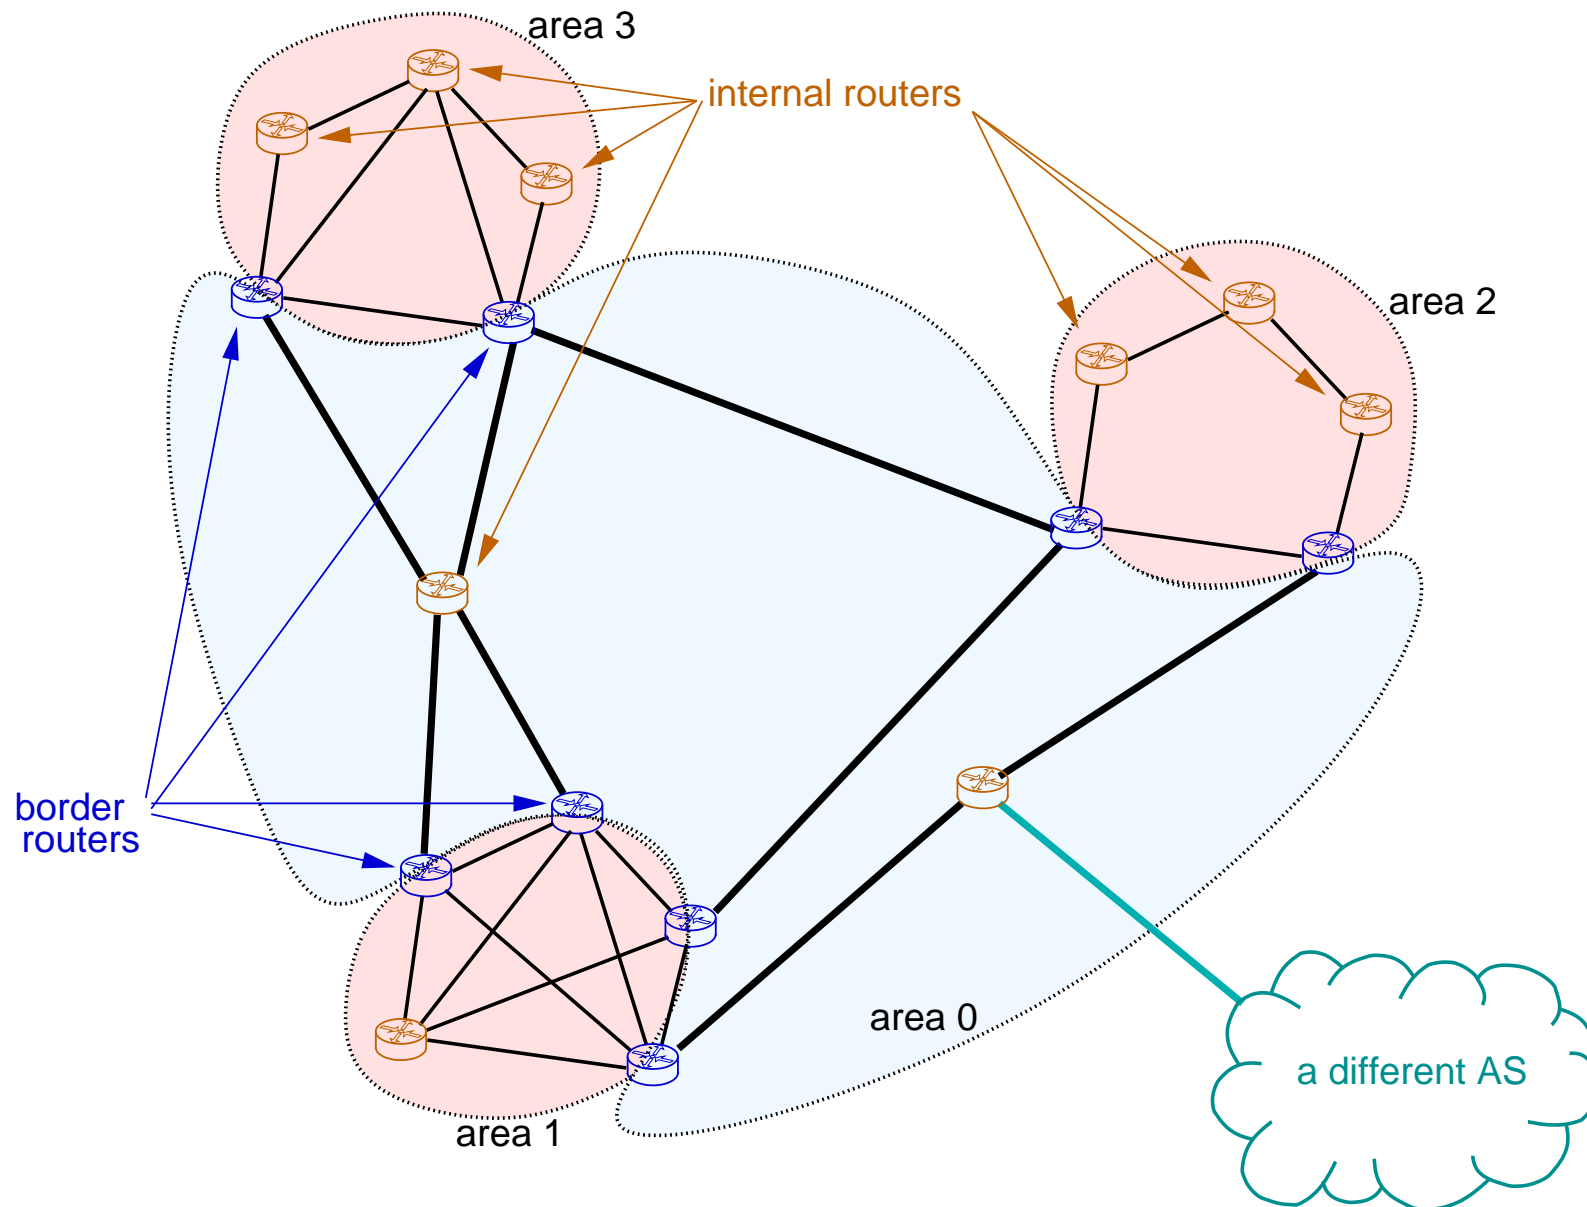 area 3
internal routers
area 2
border
routers
area 0
a different AS
area 1